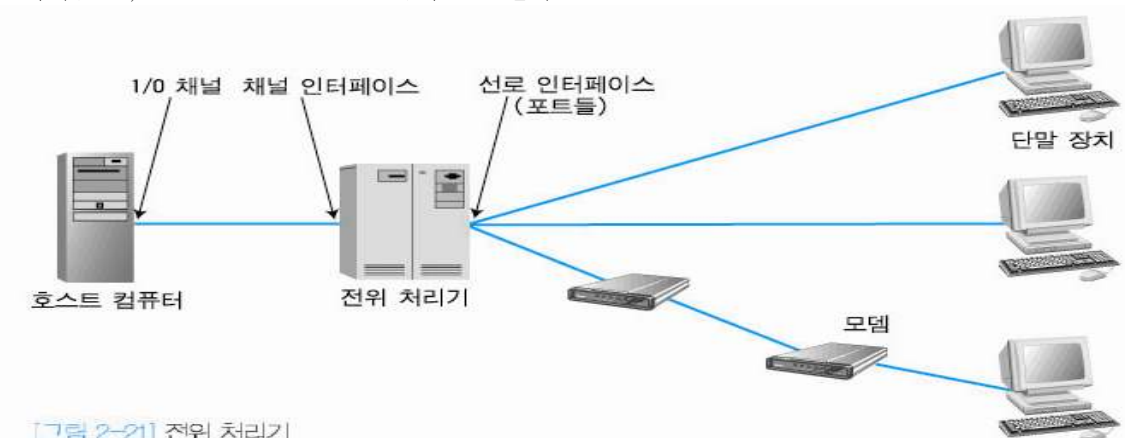 1/0 채널 채널 인터페이스
선로 인터페이스
(포트들)
단말 장치
호스트 컴퓨터
전위 처리기
모뎀
[그림 2-21] 전위 처리기